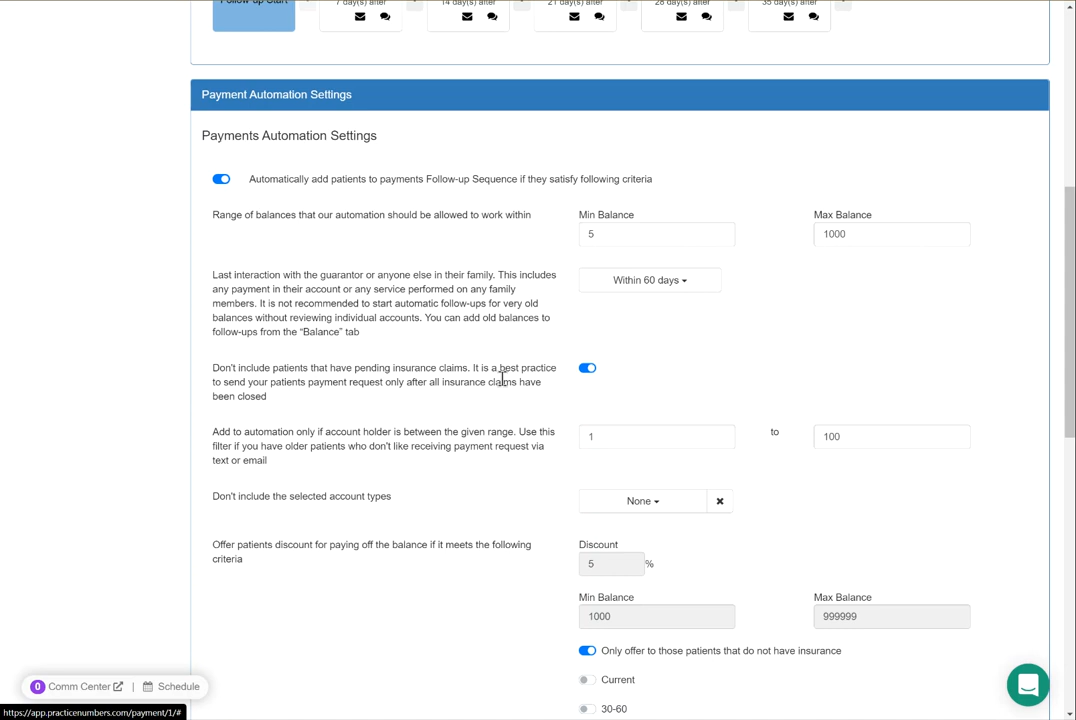 Follow-up Start
7 day(s) after
14 day(s) after
21 day(s) after
28 day(s) after
35 day(s) after
Payment Automation Settings
Payments Automation Settings
Automatically add patients to payments Follow-up Sequence if they satisfy following criteria
Range of balances that our automation should be allowed to work within
Min Balance
Max Balance
5
1000
Last interaction with the guarantor or anyone else in their family. This includes
any payment in their account or any service performed on any family
members. It is not recommended to start automatic follow-ups for very old
balances without reviewing individual accounts. You can add old balances to
follow-ups from the “Balance” tab
Within 60 days
Don't include patients that have pending insurance claims. It is a best practice
to send your patients payment request only after all insurance claims have
been closed
Add to automation only if account holder is between the given range. Use this
filter if you have older patients who don't like receiving payment request via
text or email
1
to
100
Don't include the selected account types
None
Offer patients discount for paying off the balance if it meets the following
criteria
Discount
5
%
Min Balance
Max Balance
1000
999999
Only offer to those patients that do not have insurance
Current
30-60
0 Comm Center | Schedule
https://app.practicenumbers.com/payment/1/#